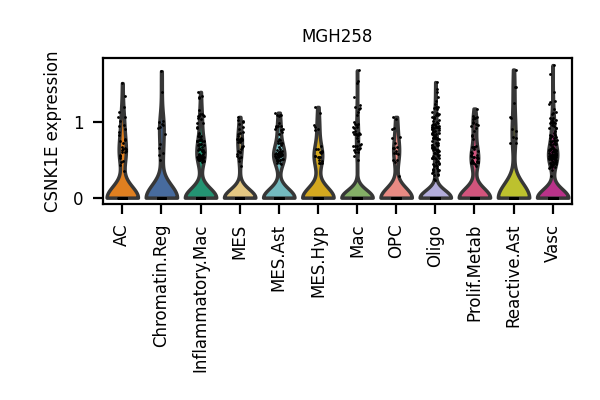 MGH258
CSNK1E expression
1
0
AC
Chromatin.Reg
Inflammatory.Mac
MES
MES.Ast
MES.Hyp
Mac
OPC
Oligo
Prolif.Metab
Reactive.Ast
Vasc